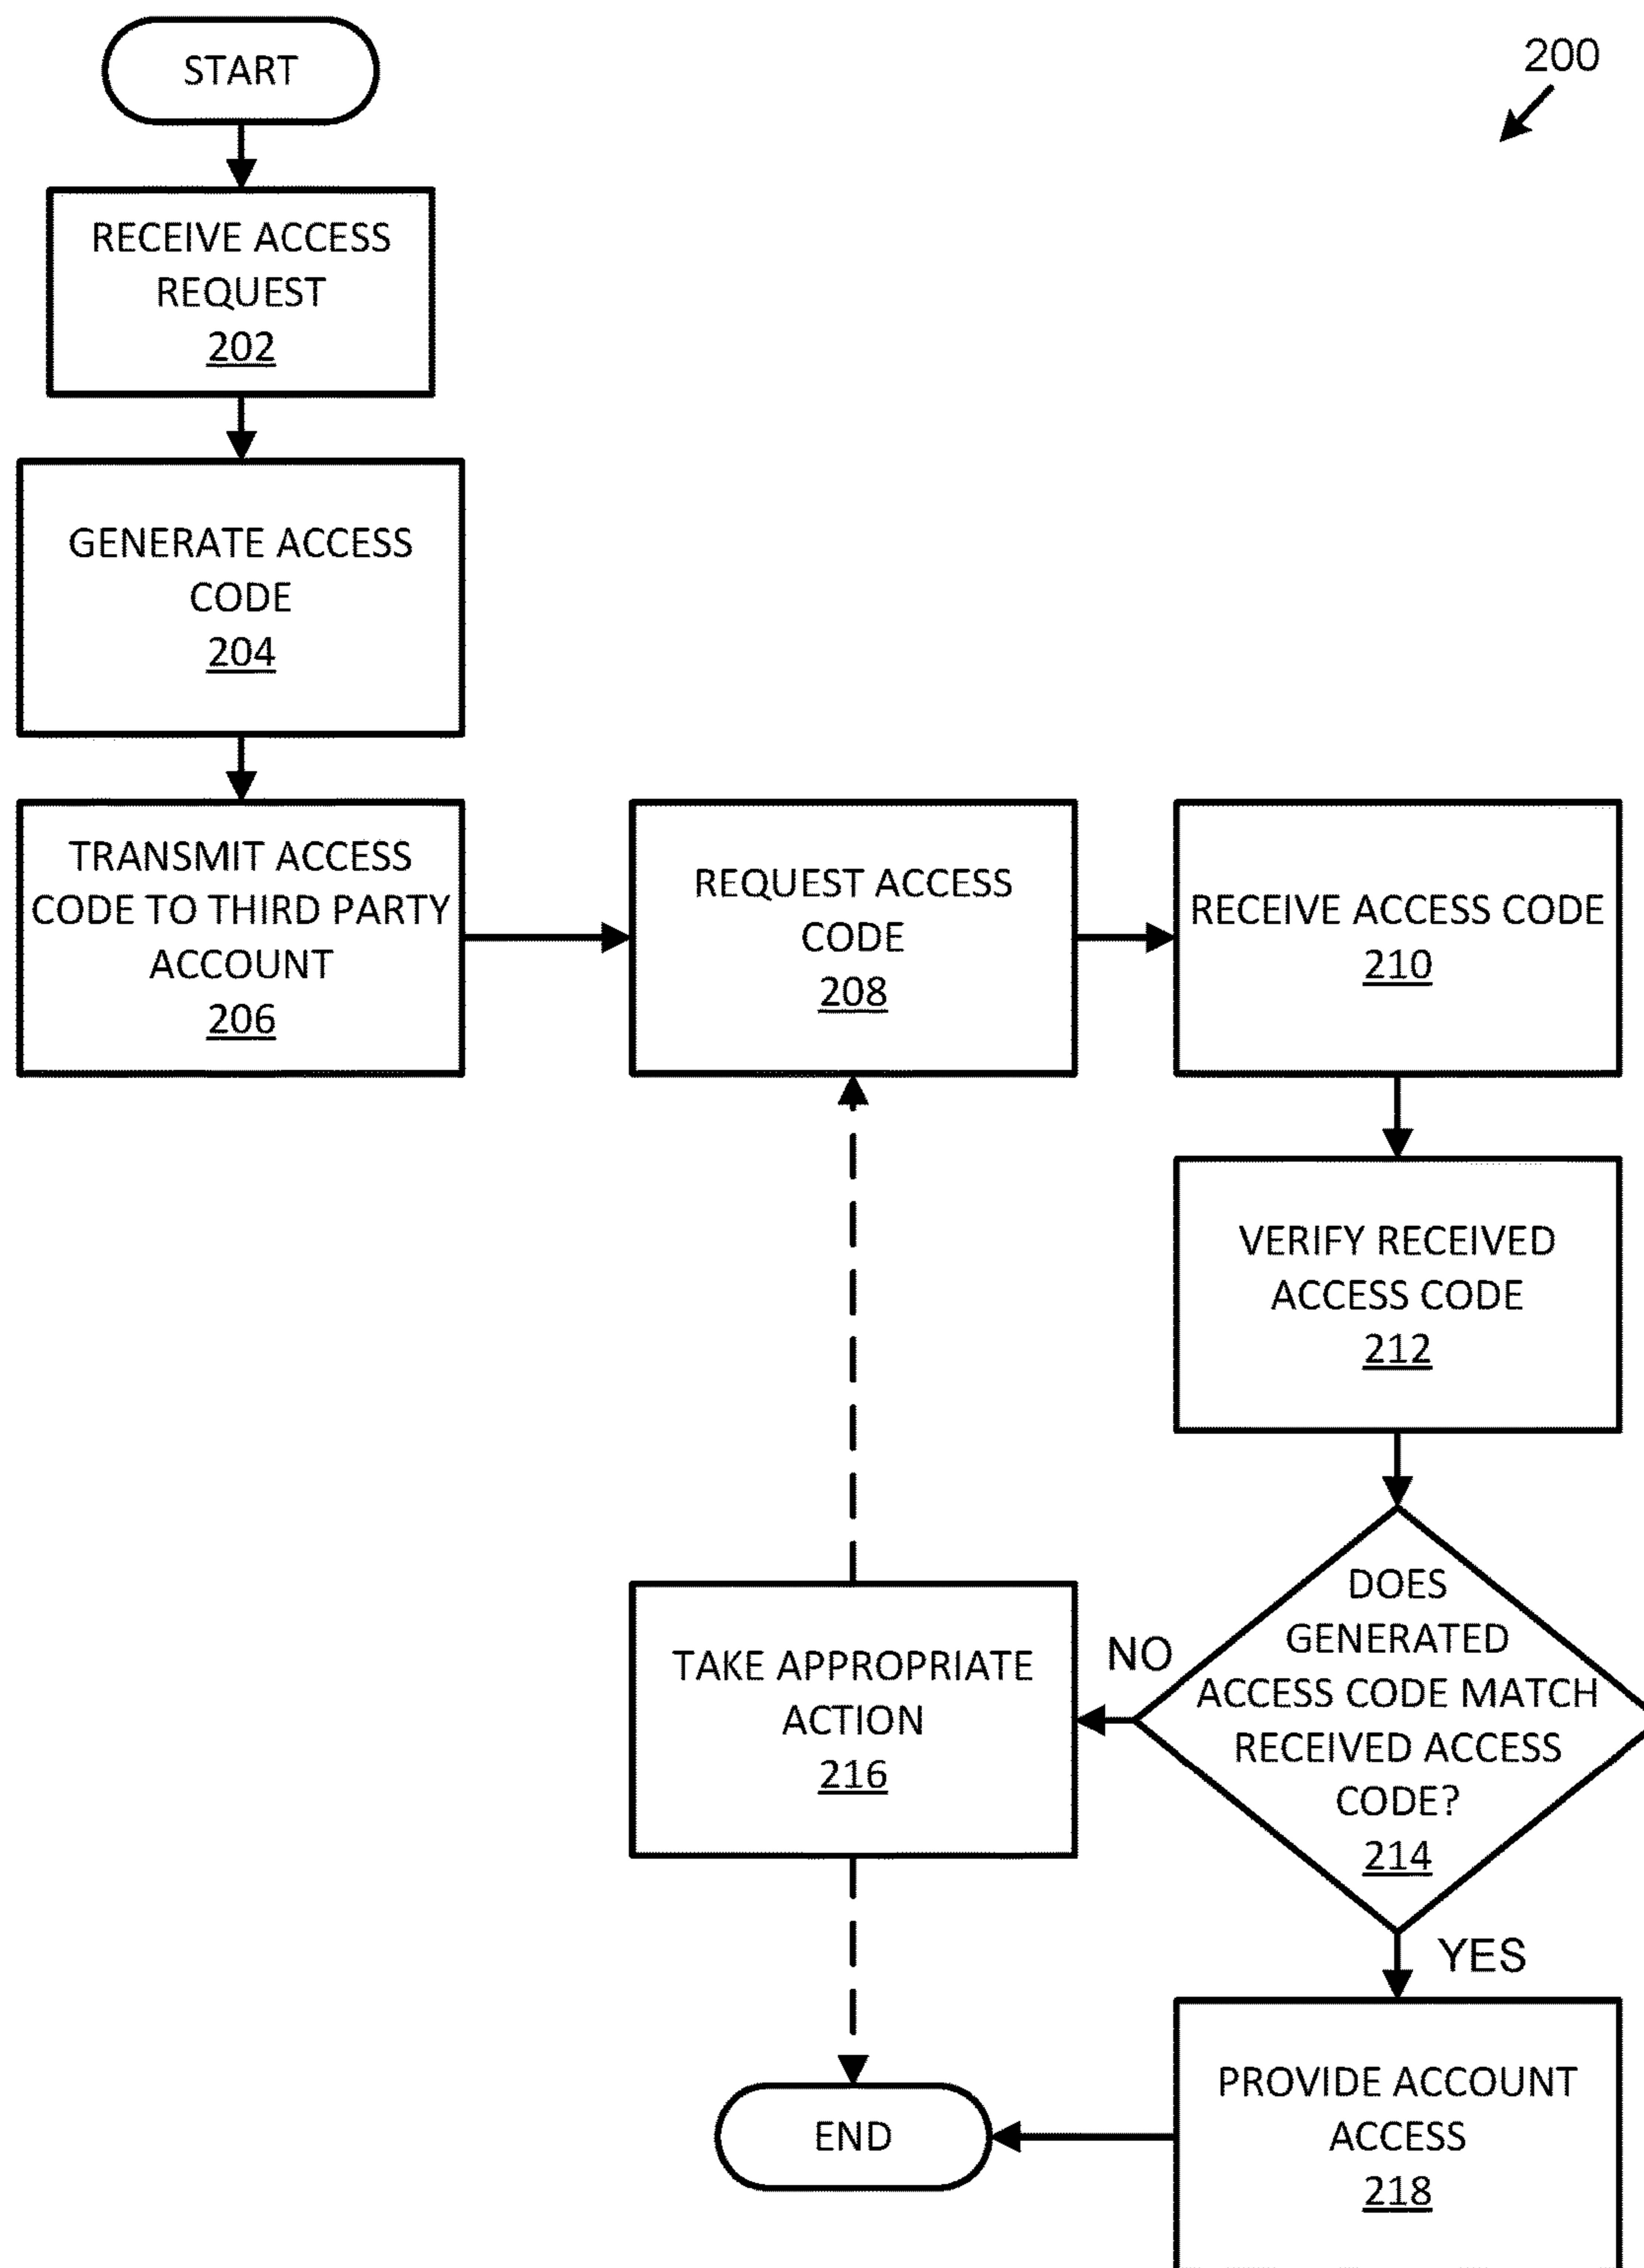 START
200
RECEIVE ACCESS
REQUEST
202
GENERATE ACCESS
CODE
204
TRANSMIT ACCESS
CODE TO THIRD PARTY
ACCOUNT
206
REQUEST ACCESS
CODE
208
RECEIVE ACCESS CODE
210
VERIFY RECEIVED
ACCESS CODE
212
DOES
GENERATED
ACCESS CODE MATCH
RECEIVED ACCESS
CODE?
214
NO
TAKE APPROPRIATE
ACTION
216
YES
PROVIDE ACCOUNT
ACCESS
218
END